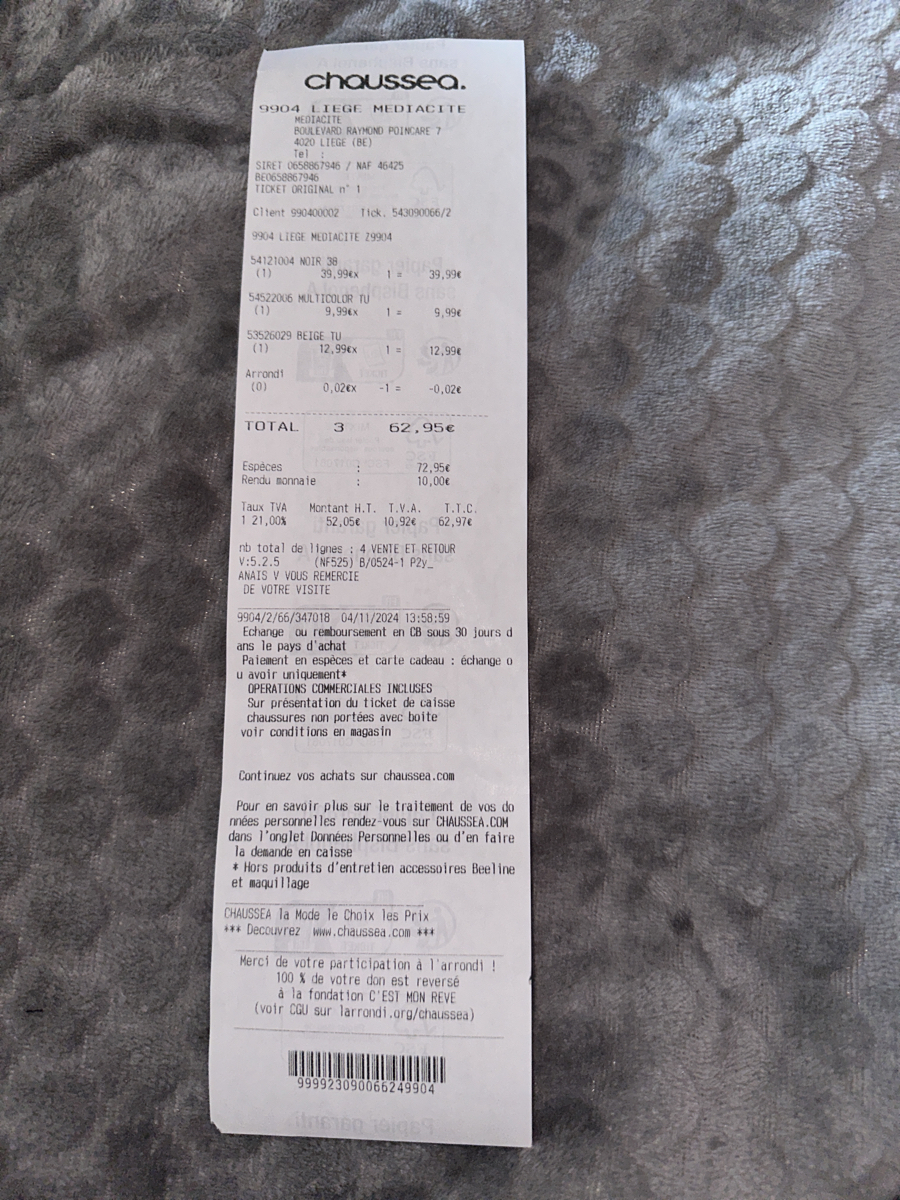 chaussea.
9904 LIEGE MEDIACITE
MEDIACITE
BOULEVARD RAYMOND POINCARE 7
4020 LIEGE (BE)
Tel :
SIRET 0658867946 / NAF 46425
BE0658867946
TICKET ORIGINAL n° 1
Client 990400002 Tick. 543090066/2
9904 LIEGE MEDIACITE Z9904
54121004 NOIR 38
(1) 39,99€x 1 = 39,99€
54522006 MULTICOLOR TU
(1) 9,99€x 1 = 9,99€
53526029 BEIGE TU
(1) 12,99€x 1 = 12,99€
Arrondi
(0) 0,02€x -1 = -0,02€
TOTAL 3 62,95€
Espèces : 72,95€
Rendu monnaie : 10,00€
Taux TVA Montant H.T. T.V.A. T.T.C.
1 21,00% 52,05€ 10,92€ 62,97€
nb total de lignes : 4 VENTE ET RETOUR
V:5.2.5 (NF525) B/0524-1 P2y_
ANAIS V VOUS REMERCIE
DE VOTRE VISITE
9904/2/66/347018 04/11/2024 13:58:59
Echange ou remboursement en CB sous 30 jours d
ans le pays d'achat
Paiement en espèces et carte cadeau : échange o
u avoir uniquement*
OPERATIONS COMMERCIALES INCLUSES
Sur présentation du ticket de caisse
chaussures non portées avec boite
voir conditions en magasin
Continuez vos achats sur chaussea.com
Pour en savoir plus sur le traitement de vos do
nnées personnelles rendez-vous sur CHAUSSEA.COM
dans l'onglet Données Personnelles ou d'en faire
la demande en caisse
* Hors produits d'entretien accessoires Beeline
et maquillage
CHAUSSEA la Mode le Choix les Prix
*** Decouvrez www.chaussea.com ***
Merci de votre participation à l'arrondi !
100 % de votre don est reversé
à la fondation C'EST MON REVE
(voir CGU sur larrondi.org/chaussea)
999923090066249904